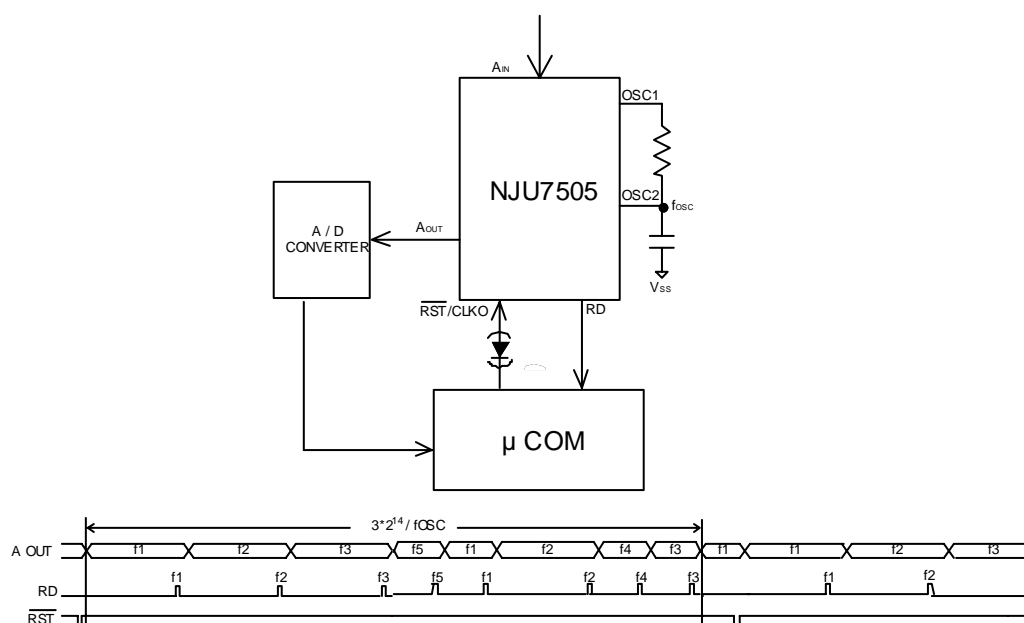 AIN
OSC1
NJU7505
OSC2
fosc
A / D
CONVERTER
AOUT
VSS
RST/CLKO
RD
µ COM
3*2^14 / fOSC
A OUT f1 f2 f3 f5 f1 f2 f4 f3 f1 f1 f2 f3
RD f1 f2 f3 f5 f1 f2 f4 f3 f1 f2
RST